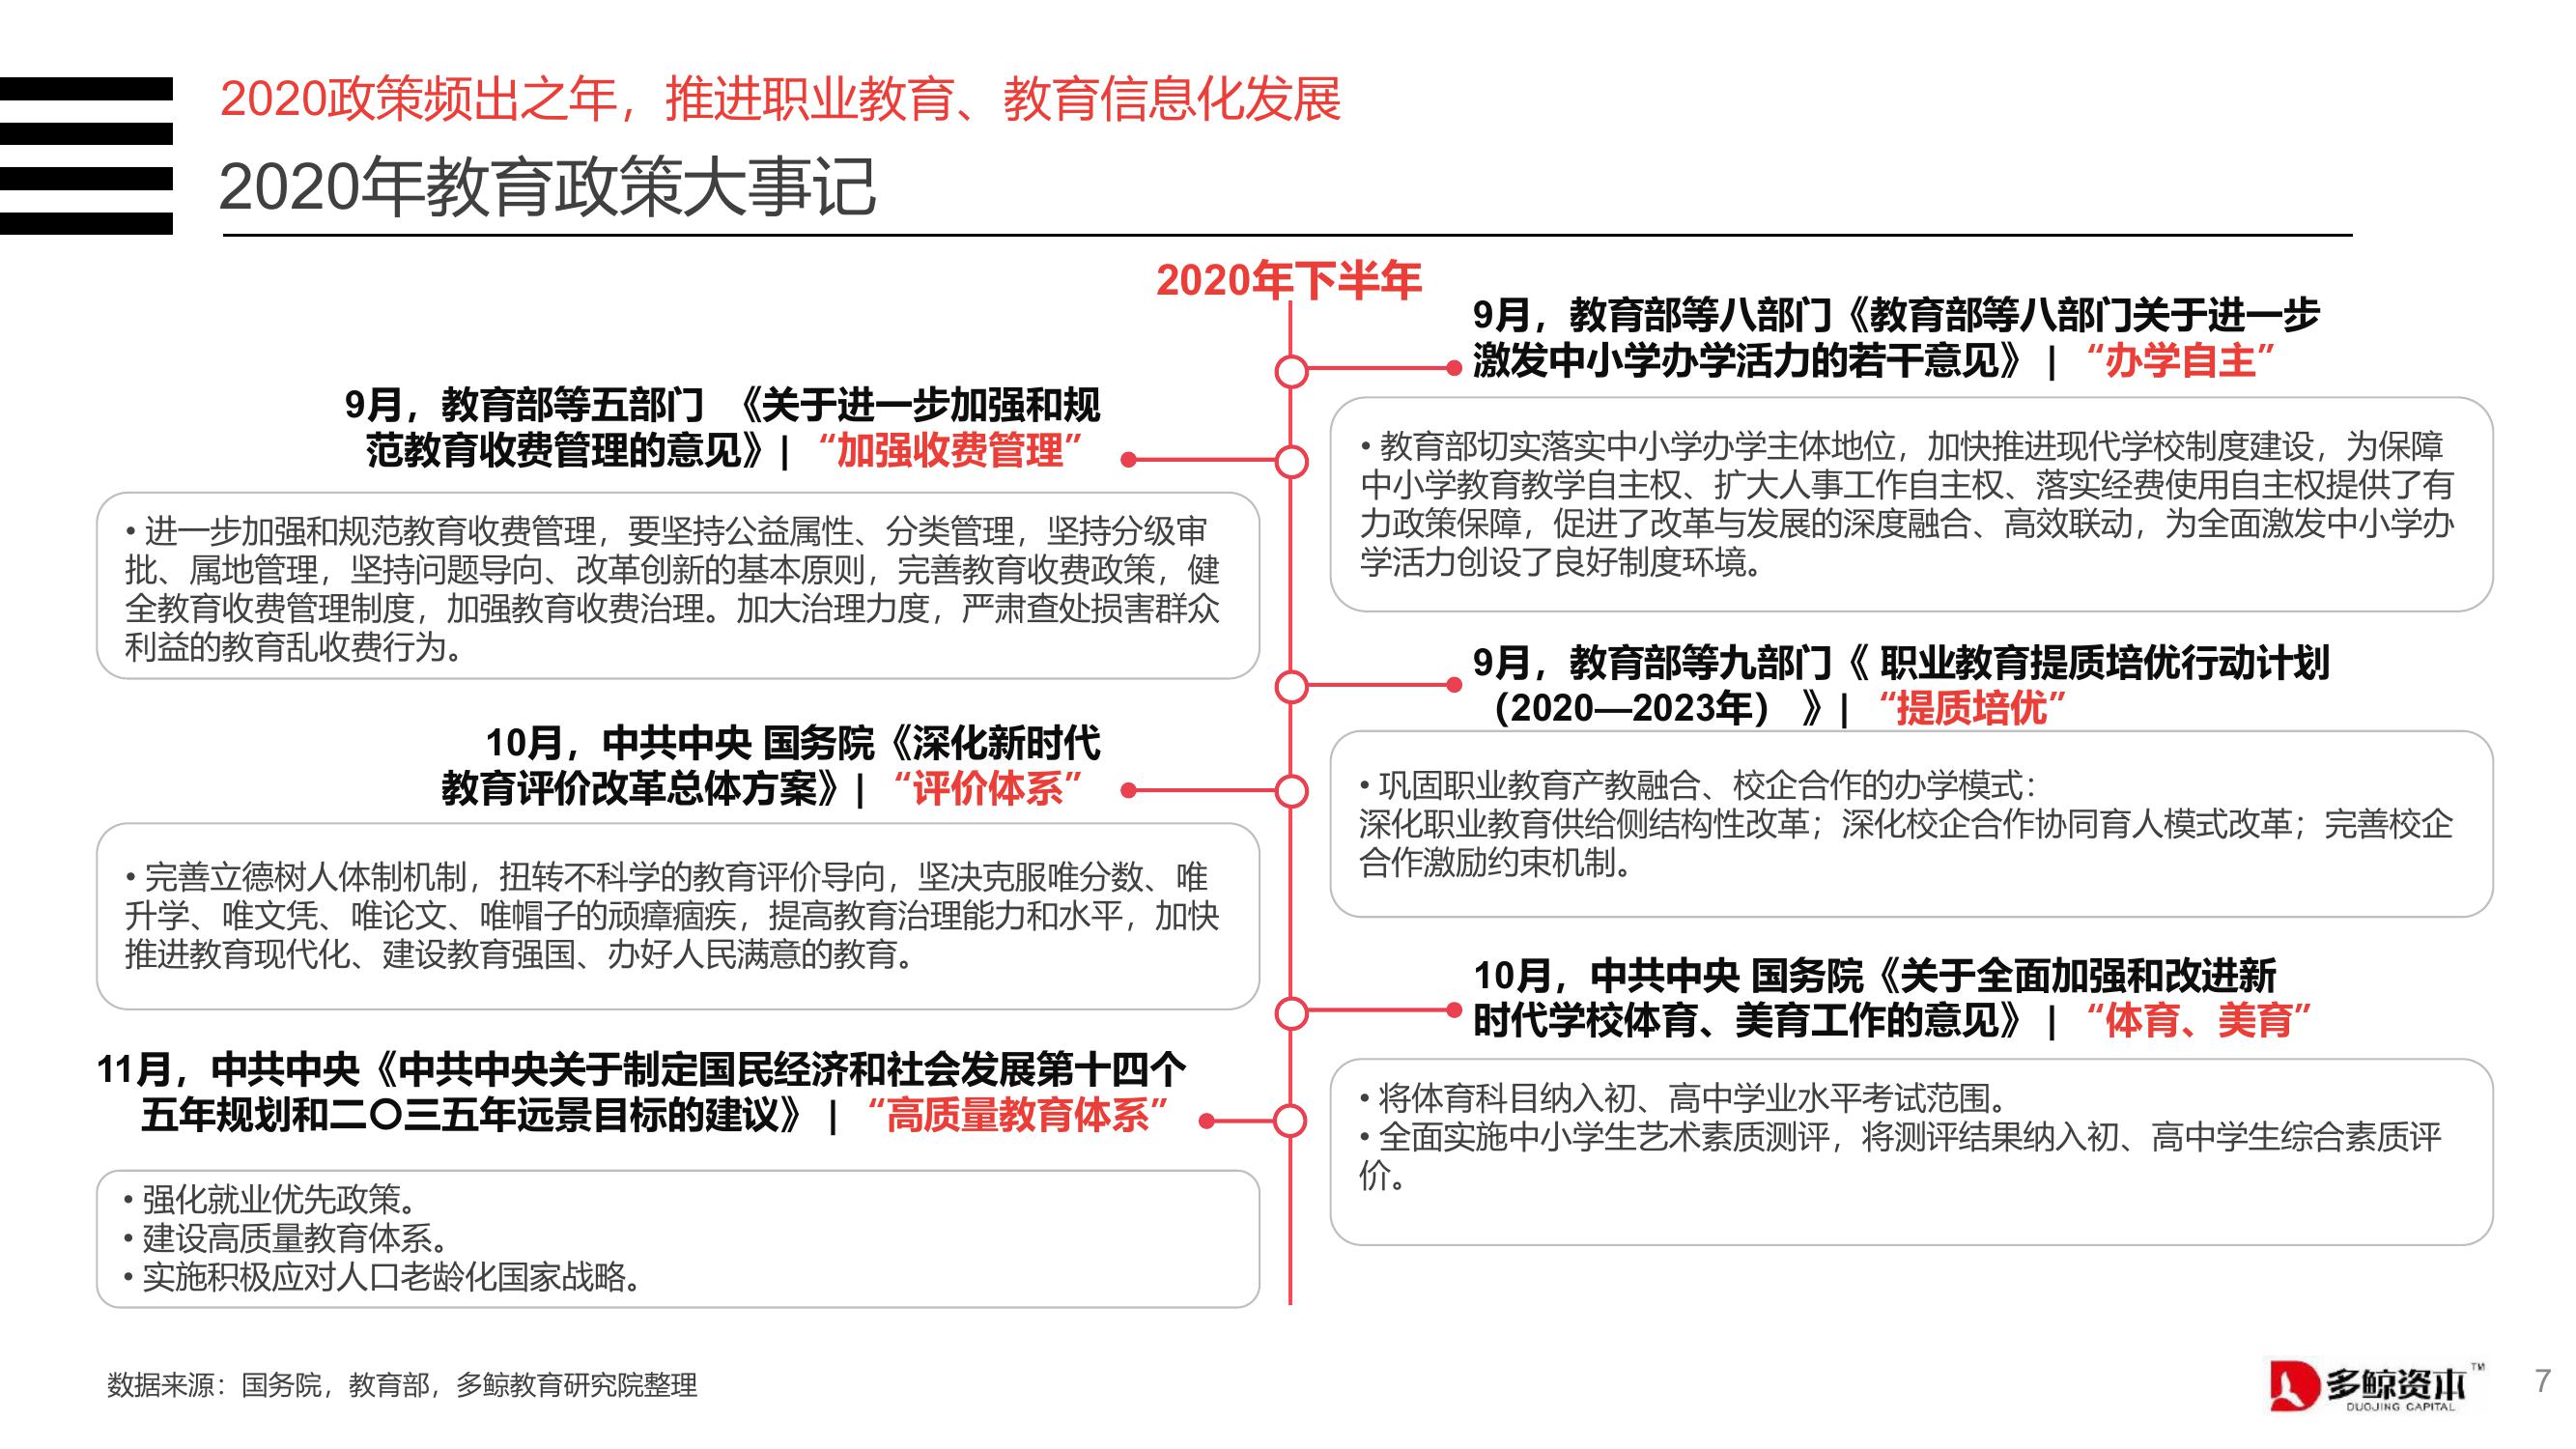 2020政策频出之年，推进职业教育、教育信息化发展
2020年教育政策大事记
2020年下半年
9月，教育部等八部门《教育部等八部门关于进一步
激发中小学办学活力的若干意见》 | “办学自主”
• 教育部切实落实中小学办学主体地位，加快推进现代学校制度建设，为保障
中小学教育教学自主权、扩大人事工作自主权、落实经费使用自主权提供了有
力政策保障，促进了改革与发展的深度融合、高效联动，为全面激发中小学办
学活力创设了良好制度环境。
9月，教育部等五部门 《关于进一步加强和规
范教育收费管理的意见》| “加强收费管理”
• 进一步加强和规范教育收费管理，要坚持公益属性、分类管理，坚持分级审
批、属地管理，坚持问题导向、改革创新的基本原则，完善教育收费政策，健
全教育收费管理制度，加强教育收费治理。加大治理力度，严肃查处损害群众
利益的教育乱收费行为。
9月，教育部等九部门《 职业教育提质培优行动计划
（2020—2023年） 》| “提质培优”
• 巩固职业教育产教融合、校企合作的办学模式：
深化职业教育供给侧结构性改革；深化校企合作协同育人模式改革；完善校企
合作激励约束机制。
10月，中共中央 国务院《深化新时代
教育评价改革总体方案》| “评价体系”
• 完善立德树人体制机制，扭转不科学的教育评价导向，坚决克服唯分数、唯
升学、唯文凭、唯论文、唯帽子的顽瘴痼疾，提高教育治理能力和水平，加快
推进教育现代化、建设教育强国、办好人民满意的教育。
10月，中共中央 国务院《关于全面加强和改进新
时代学校体育、美育工作的意见》 | “体育、美育”
• 将体育科目纳入初、高中学业水平考试范围。
• 全面实施中小学生艺术素质测评，将测评结果纳入初、高中学生综合素质评
价。
11月，中共中央《中共中央关于制定国民经济和社会发展第十四个
五年规划和二〇三五年远景目标的建议》 | “高质量教育体系”
• 强化就业优先政策。
• 建设高质量教育体系。
• 实施积极应对人口老龄化国家战略。
数据来源：国务院，教育部，多鲸教育研究院整理
多鲸资本™
DUOJING CAPITAL
7